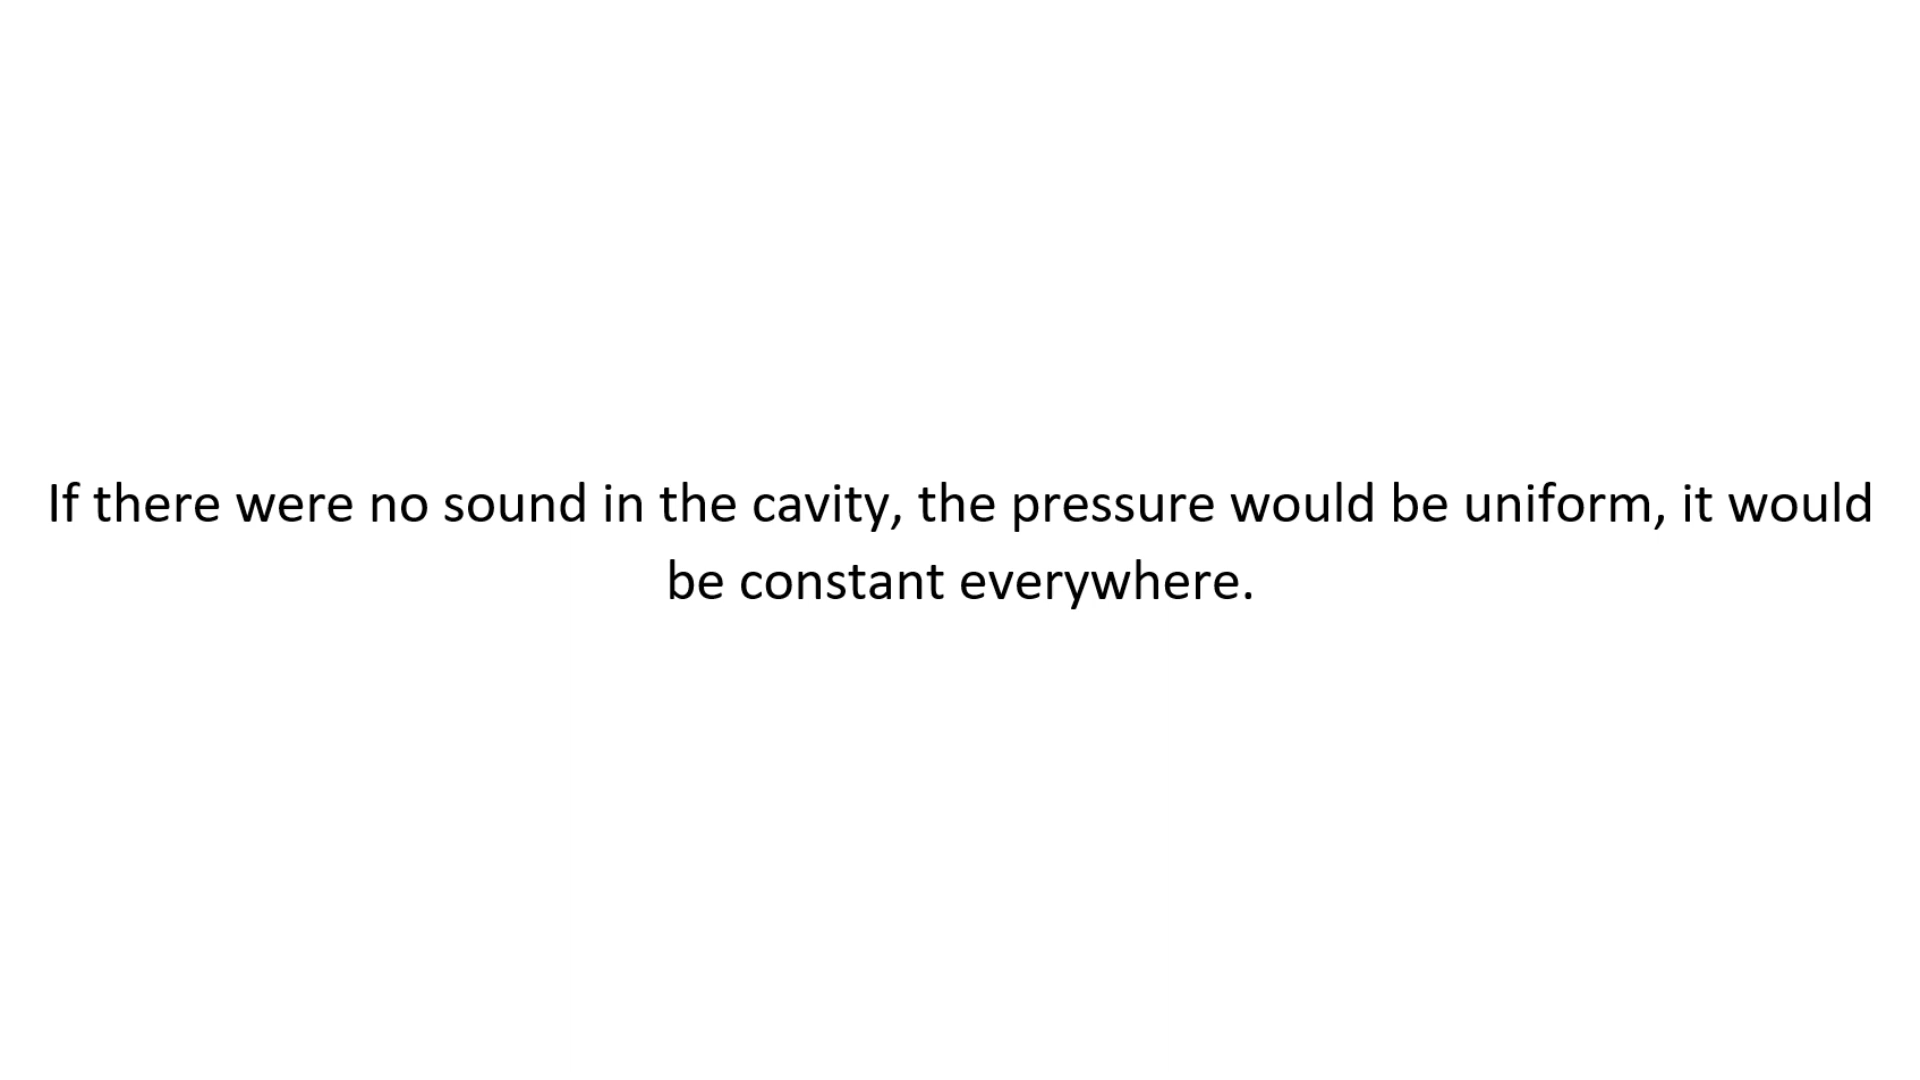 If there were no sound in the cavity, the pressure would be uniform, it would
be constant everywhere.